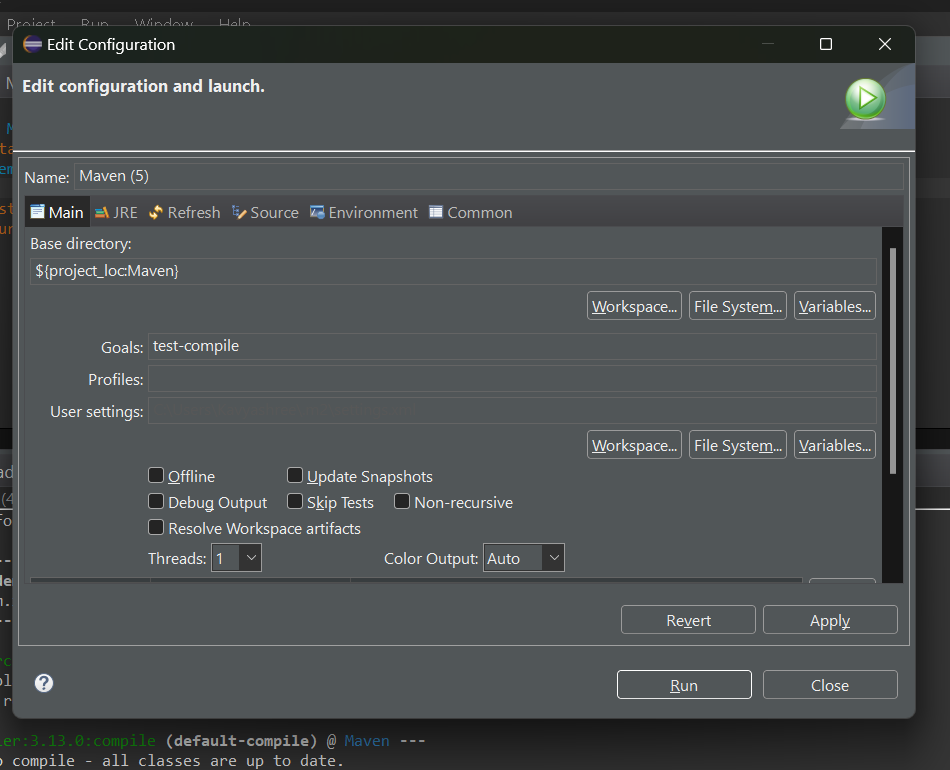 Project Run Window Help
Edit Configuration
Edit configuration and launch.
Name: Maven (5)
Main JRE Refresh Source Environment Common
Base directory:
${project_loc:Maven}
Workspace... File System... Variables...
Goals: test-compile
Profiles:
User settings:
Workspace... File System... Variables...
Offline Update Snapshots
Debug Output Skip Tests Non-recursive
Resolve Workspace artifacts
Threads: 1 Color Output: Auto
Revert Apply
Run Close
:3.13.0:compile (default-compile) @ Maven ---
compile - all classes are up to date.